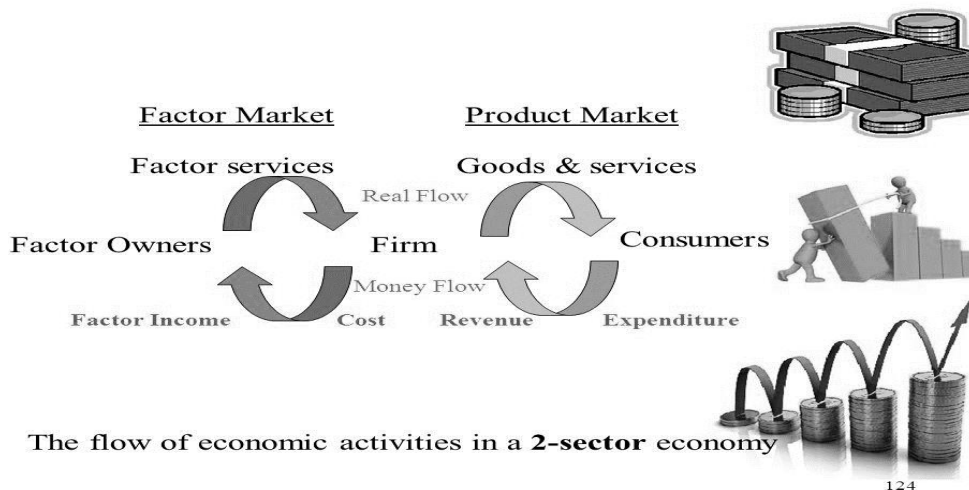 Factor Market Product Market
Factor services Goods & services
Real Flow
Factor Owners Firm Consumers
Money Flow
Factor Income Cost Revenue Expenditure
The flow of economic activities in a 2-sector economy
124